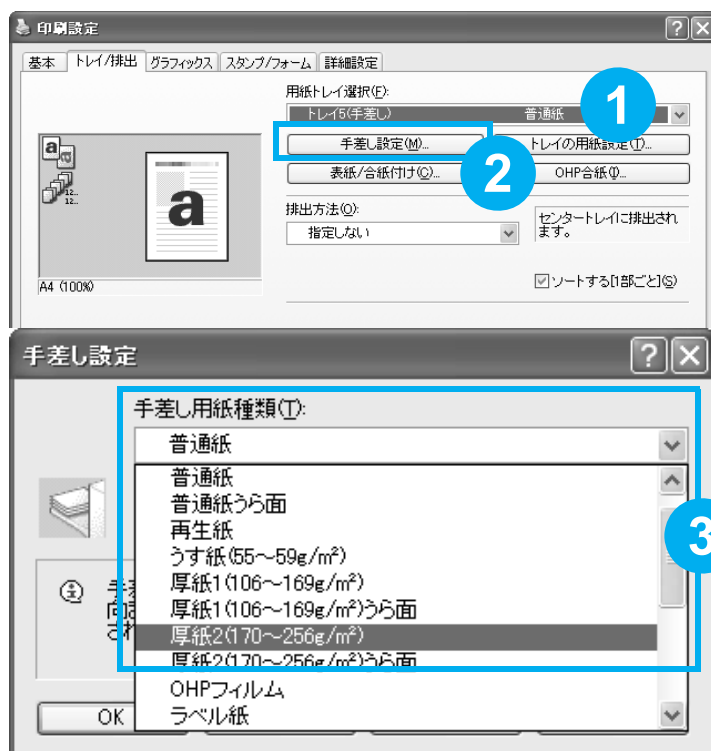 印刷設定
基本 トレイ/排出 グラフィックス スタンプ/フォーム 詳細設定
用紙トレイ選択(F):
トレイ5(手差し) 普通紙
1
手差し設定(M)... トレイの用紙設定(T)...
2
表紙/合紙付け(C)... OHP合紙(I)...
排出方法(O):
指定しない
センタートレイに排出され
ます。
ソートする[1部ごと](S)
a
12..
12..
a
A4 (100%)
手差し設定
手差し用紙種類(T):
普通紙
普通紙
普通紙うら面
再生紙
うす紙(55~59g/m²)
厚紙1(106~169g/m²)
厚紙1(106~169g/m²)うら面
厚紙2(170~256g/m²)
厚紙2(170~256g/m²)うら面
OHPフィルム
ラベル紙
3
OK